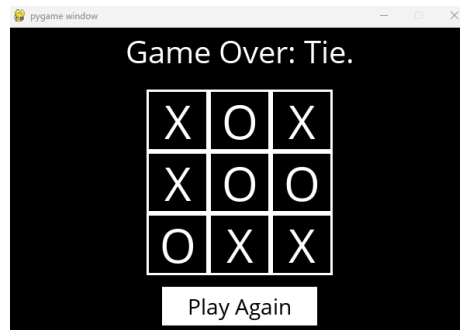 pygame window
Game Over: Tie.
X O X
X O O
O X X
Play Again